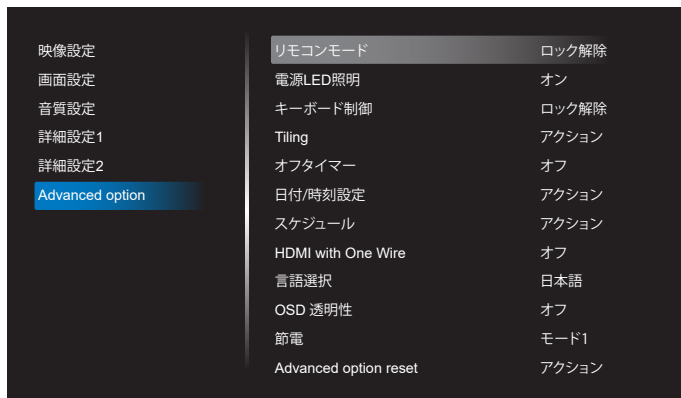 映像設定
画面設定
音質設定
詳細設定1
詳細設定2
Advanced option
リモコンモード ロック解除
電源LED照明 オン
キーボード制御 ロック解除
Tiling アクション
オフタイマー オフ
日付/時刻設定 アクション
スケジュール アクション
HDMI with One Wire オフ
言語選択 日本語
OSD 透明性 オフ
節電 モード1
Advanced option reset アクション